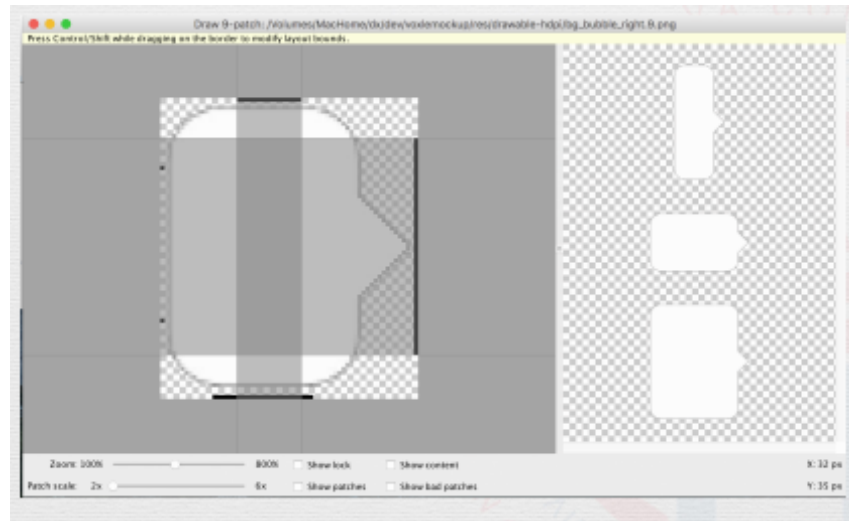 Draw 9-patch: /Volumes/MacHome/dx/dev/voxlemockup/res/drawable-hdpi/bg_bubble_right.9.png
Press Control/Shift while dragging on the border to modify layout bounds.
Zoom: 100% 800% Show lock Show content X: 32 px
Patch scale: 2x 6x Show patches Show bad patches Y: 35 px